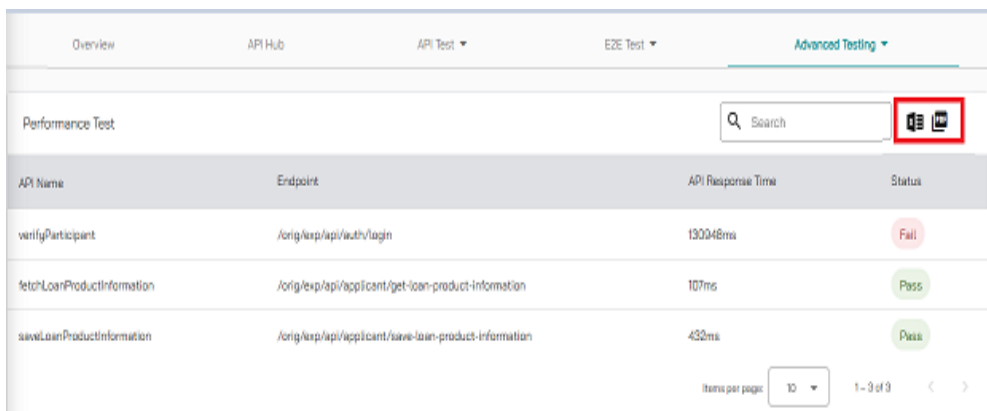 Overview API Hub API Test E2E Test Advanced Testing
Performance Test Search
API Name Endpoint API Response Time Status
verifyParticipant /orig/exp/api/auth/login 130948ms Fail
fetchLoanProductInformation /orig/exp/api/applicant/get-loan-product-information 107ms Pass
saveLoanProductInformation /orig/exp/api/applicant/save-loan-product-information 432ms Pass
Items per page: 10 1 – 3 of 3